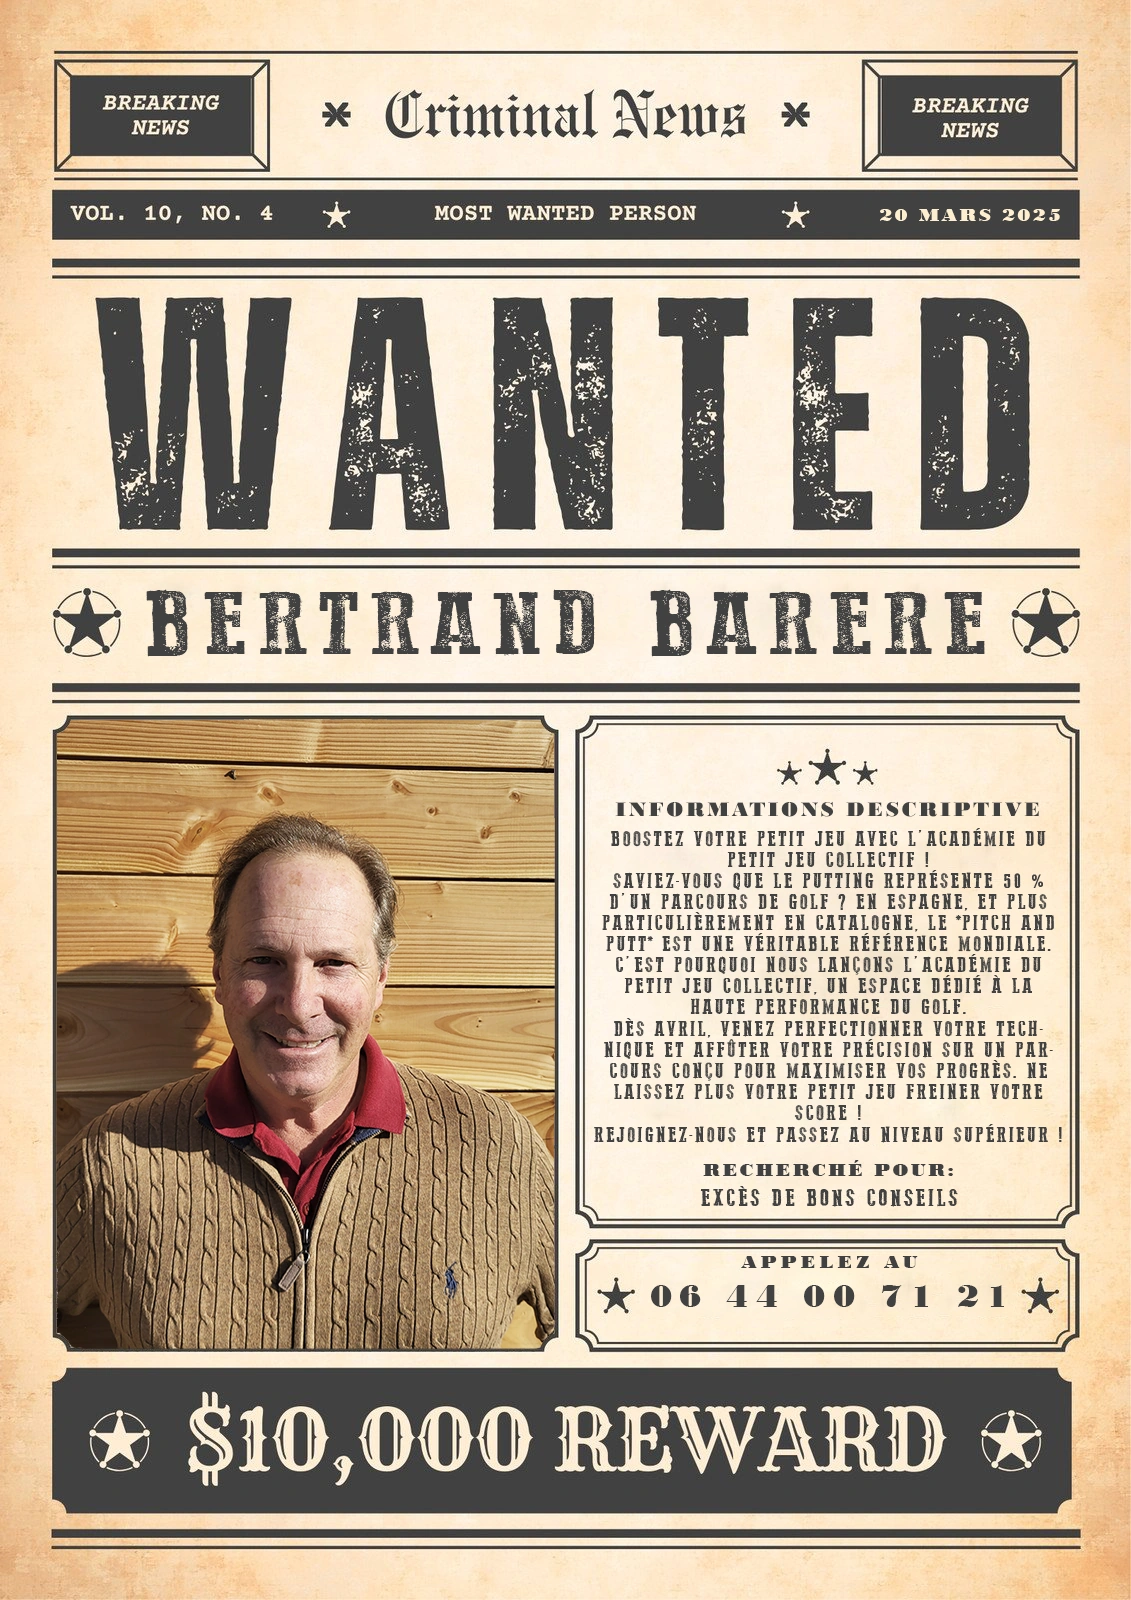 BREAKING
NEWS
Criminal News
BREAKING
NEWS
VOL. 10, NO. 4
MOST WANTED PERSON
20 MARS 2025
WANTED
BERTRAND BARERE
INFORMATIONS DESCRIPTIVE
BOOSTEZ VOTRE PETIT JEU AVEC L'ACADÉMIE DU
PETIT JEU COLLECTIF !
SAVIEZ-VOUS QUE LE PUTTING REPRÉSENTE 50 %
D'UN PARCOURS DE GOLF ? EN ESPAGNE, ET PLUS
PARTICULIÈREMENT EN CATALOGNE, LE *PITCH AND
PUTT* EST UNE VÉRITABLE RÉFÉRENCE MONDIALE.
C'EST POURQUOI NOUS LANÇONS L'ACADÉMIE DU
PETIT JEU COLLECTIF, UN ESPACE DÉDIÉ À LA
HAUTE PERFORMANCE DU GOLF.
DÈS AVRIL, VENEZ PERFECTIONNER VOTRE TECH-
NIQUE ET AFFÛTER VOTRE PRÉCISION SUR UN PAR-
COURS CONÇU POUR MAXIMISER VOS PROGRÈS. NE
LAISSEZ PLUS VOTRE PETIT JEU FREINER VOTRE
SCORE !
REJOIGNEZ-NOUS ET PASSEZ AU NIVEAU SUPÉRIEUR !
RECHERCHÉ POUR:
EXCÈS DE BONS CONSEILS
APPELEZ AU
06 44 00 71 21
$10,000 REWARD